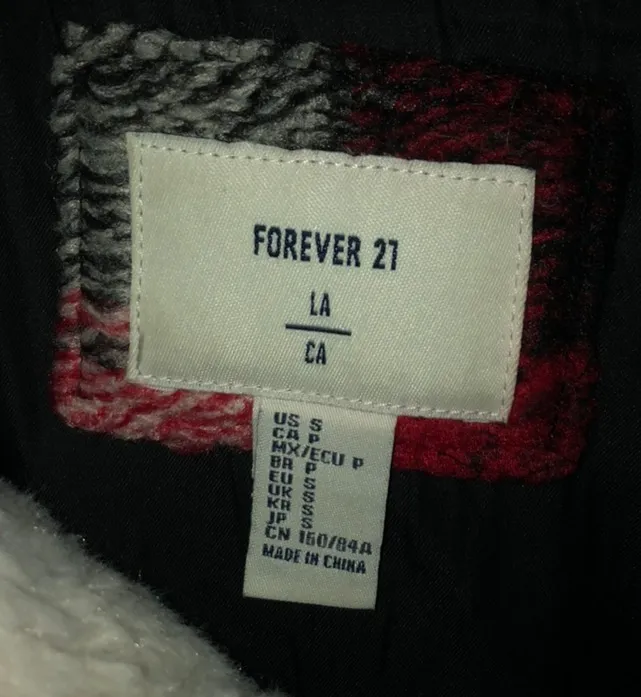 FOREVER 21
LA
CA
US S
CA P
MX/ECU P
BR P
EU S
UK S
KR S
JP S
CN 160/84A
MADE IN CHINA